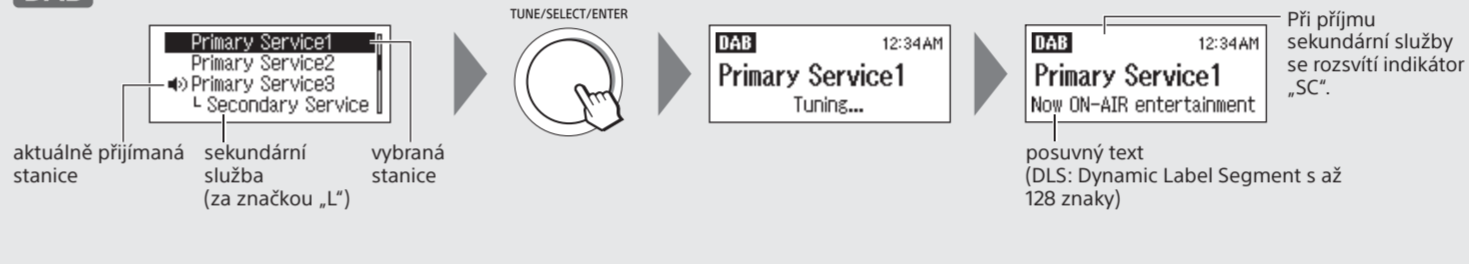 DAB
Primary Service1
Primary Service2
Primary Service3
L Secondary Service
aktuálně přijímaná
stanice
sekundární
služba
(za značkou „L“)
vybraná
stanice
TUNE/SELECT/ENTER
DAB 12:34AM
Primary Service1
Tuning...
DAB 12:34AM
Primary Service1
Now ON-AIR entertainment
Při příjmu
sekundární služby
se rozsvítí indikátor
„SC“.
posuvný text
(DLS: Dynamic Label Segment s až
128 znaky)